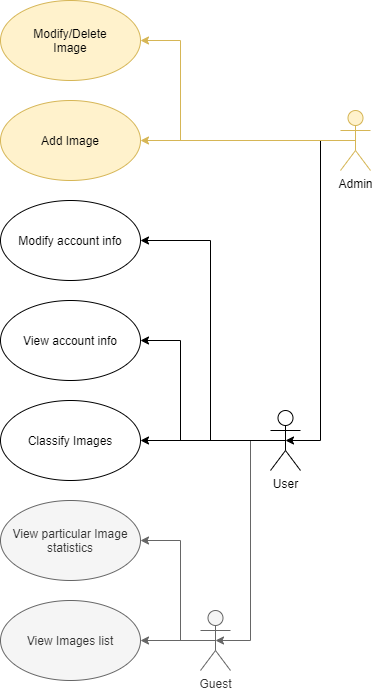 Modify/Delete
Image
Add Image
Admin
Modify account info
View account info
Classify Images
User
View particular Image
statistics
View Images list
Guest